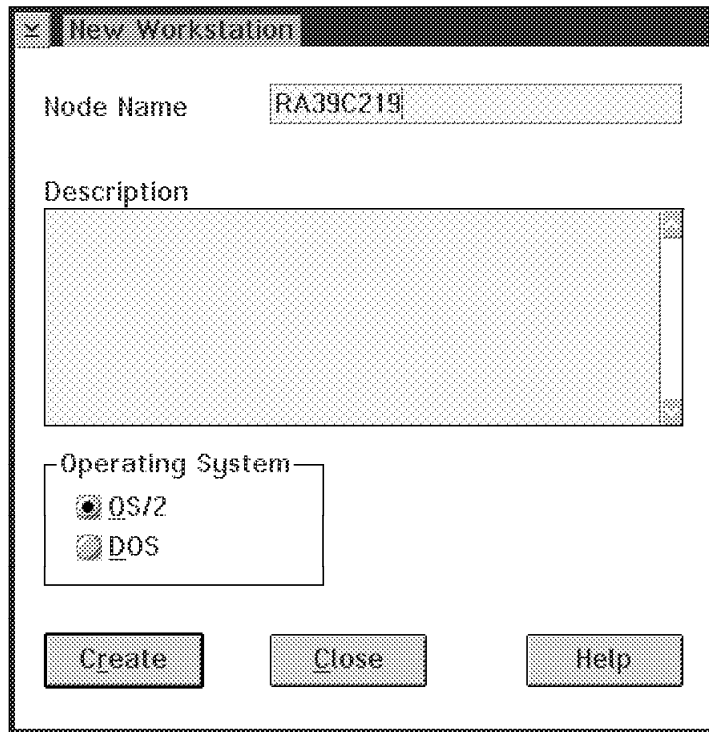 New Workstation
Node Name RA39C219
Description
Operating System
OS/2
DOS
Create Close Help